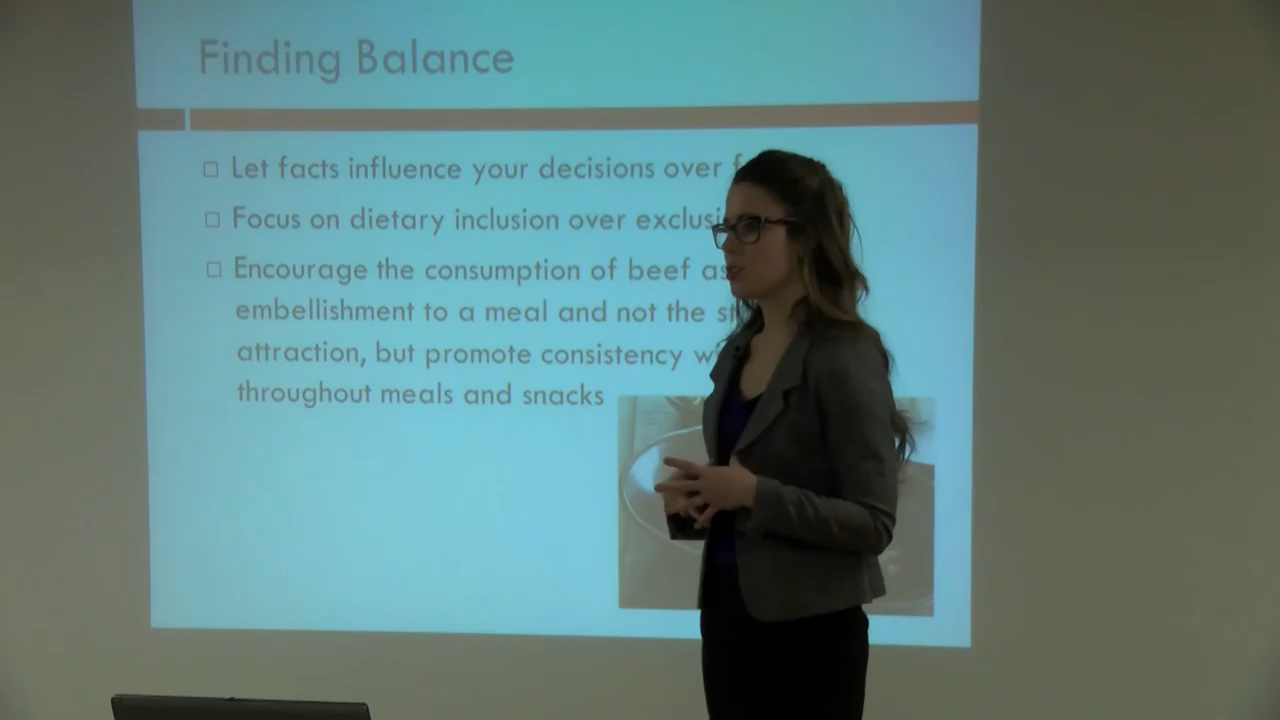 Finding Balance
Let facts influence your decisions over
Focus on dietary inclusion over
Encourage the consumption of beef as
embellishment to a meal and not the
attraction, but promote consistency
throughout meals and snacks